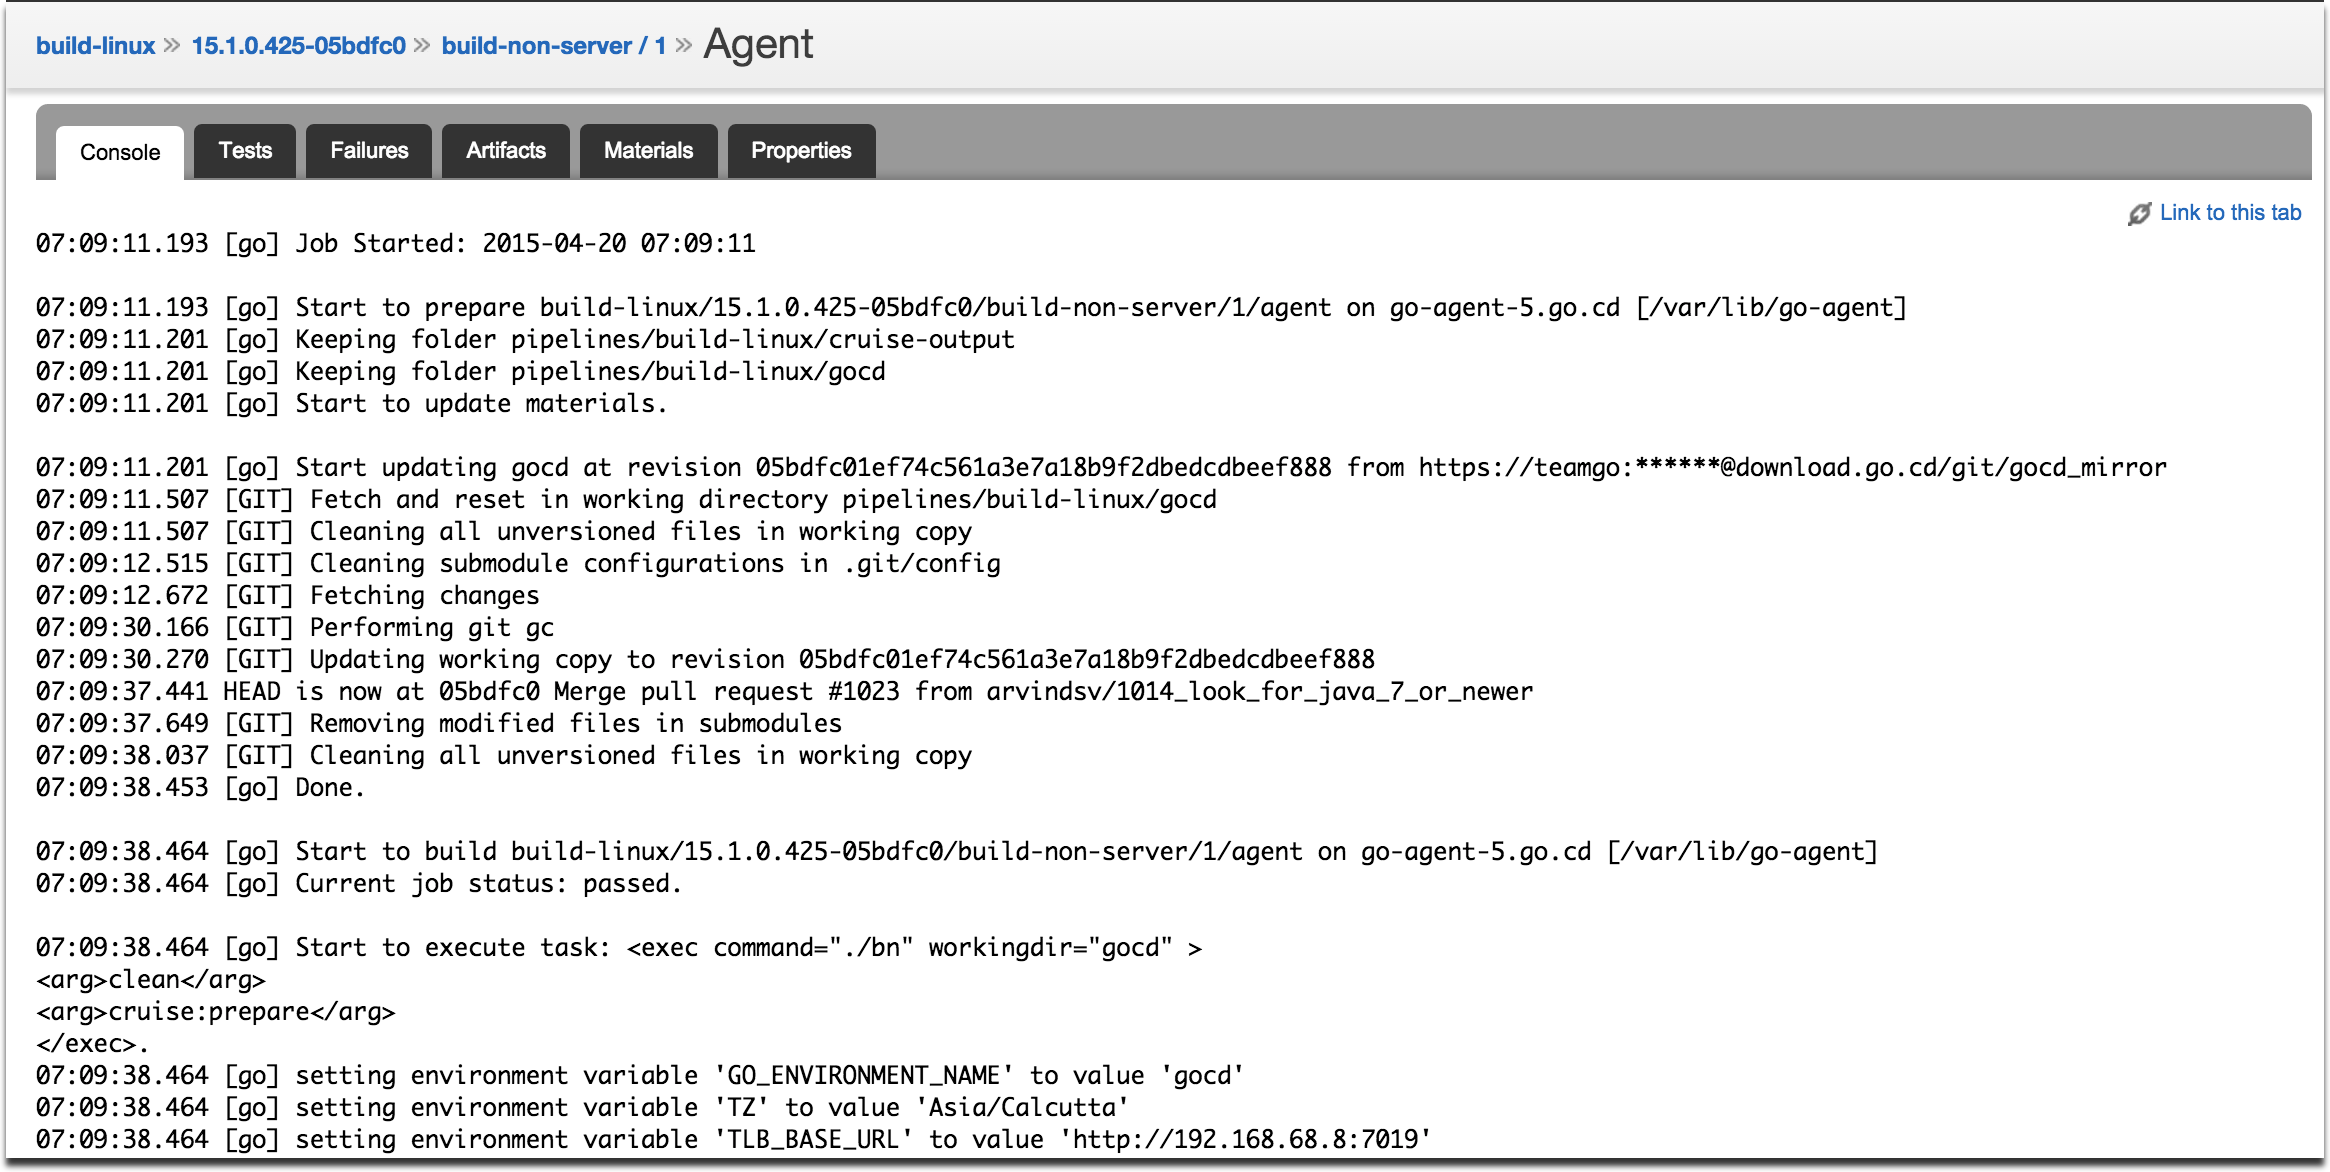 build-linux » 15.1.0.425-05bdfc0 » build-non-server / 1 » Agent
Console Tests Failures Artifacts Materials Properties
Link to this tab
07:09:11.193 [go] Job Started: 2015-04-20 07:09:11
07:09:11.193 [go] Start to prepare build-linux/15.1.0.425-05bdfc0/build-non-server/1/agent on go-agent-5.go.cd [/var/lib/go-agent]
07:09:11.201 [go] Keeping folder pipelines/build-linux/cruise-output
07:09:11.201 [go] Keeping folder pipelines/build-linux/gocd
07:09:11.201 [go] Start to update materials.
07:09:11.201 [go] Start updating gocd at revision 05bdfc01ef74c561a3e7a18b9f2dbedcdbeef888 from https://teamgo:******@download.go.cd/git/gocd_mirror
07:09:11.507 [GIT] Fetch and reset in working directory pipelines/build-linux/gocd
07:09:11.507 [GIT] Cleaning all unversioned files in working copy
07:09:12.515 [GIT] Cleaning submodule configurations in .git/config
07:09:12.672 [GIT] Fetching changes
07:09:30.166 [GIT] Performing git gc
07:09:30.270 [GIT] Updating working copy to revision 05bdfc01ef74c561a3e7a18b9f2dbedcdbeef888
07:09:37.441 HEAD is now at 05bdfc0 Merge pull request #1023 from arvindsv/1014_look_for_java_7_or_newer
07:09:37.649 [GIT] Removing modified files in submodules
07:09:38.037 [GIT] Cleaning all unversioned files in working copy
07:09:38.453 [go] Done.
07:09:38.464 [go] Start to build build-linux/15.1.0.425-05bdfc0/build-non-server/1/agent on go-agent-5.go.cd [/var/lib/go-agent]
07:09:38.464 [go] Current job status: passed.
07:09:38.464 [go] Start to execute task: <exec command="./bn" workingdir="gocd" >
<arg>clean</arg>
<arg>cruise:prepare</arg>
</exec>.
07:09:38.464 [go] setting environment variable 'GO_ENVIRONMENT_NAME' to value 'gocd'
07:09:38.464 [go] setting environment variable 'TZ' to value 'Asia/Calcutta'
07:09:38.464 [go] setting environment variable 'TLB_BASE_URL' to value 'http://192.168.68.8:7019'